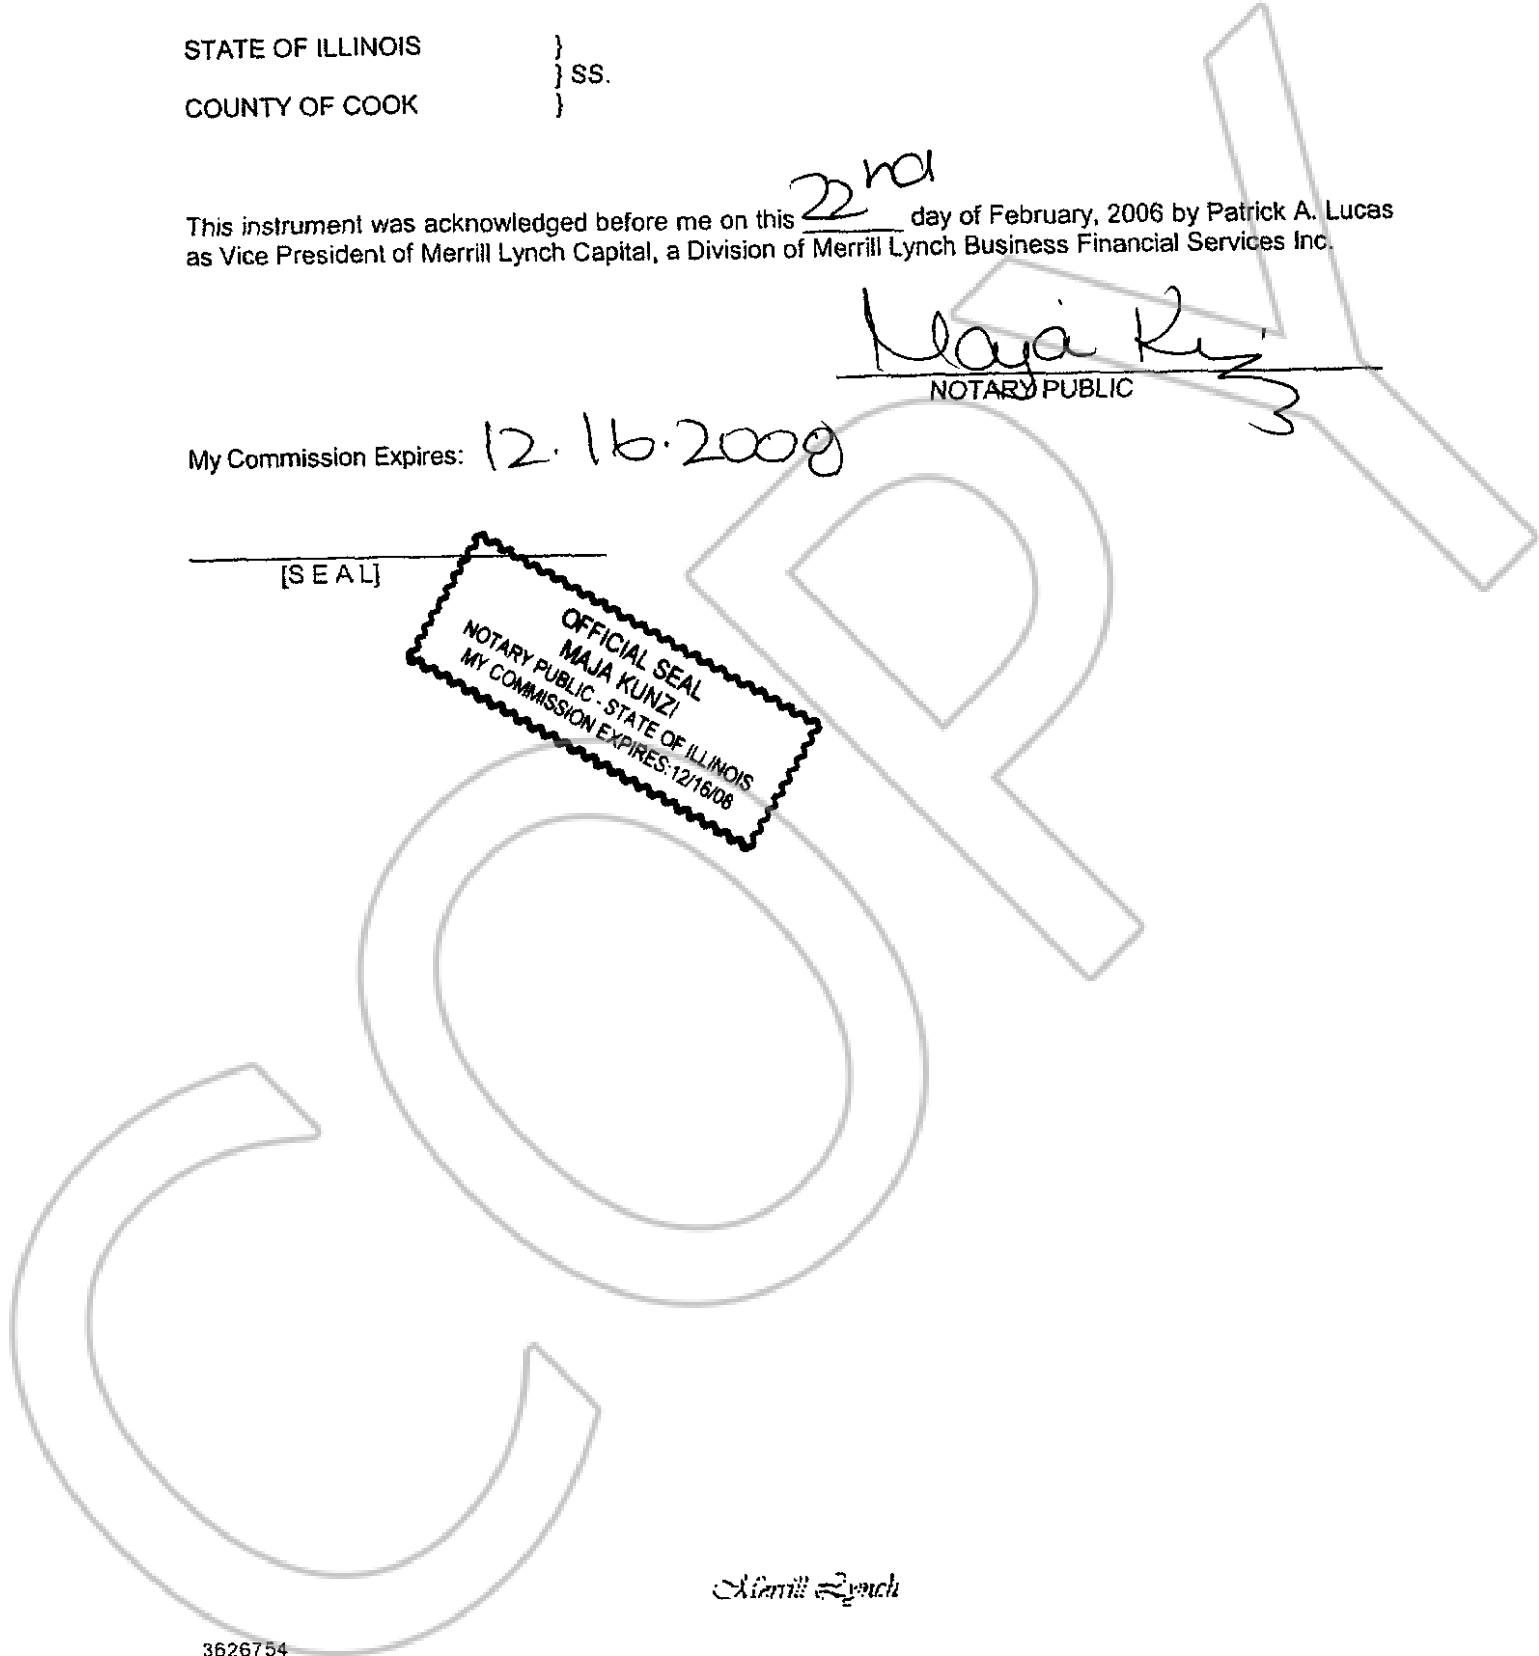 STATE OF ILLINOIS }
} SS.
COUNTY OF COOK }
This instrument was acknowledged before me on this 22nd day of February, 2006 by Patrick A. Lucas
as Vice President of Merrill Lynch Capital, a Division of Merrill Lynch Business Financial Services Inc.
Maja
NOTARY PUBLIC
My Commission Expires: 12.16.2008
[S E A L]
OFFICIAL SEAL
MAJA KUNZI
NOTARY PUBLIC - STATE OF ILLINOIS
MY COMMISSION EXPIRES:12/16/08
COPY
Merrill Lynch
3626754